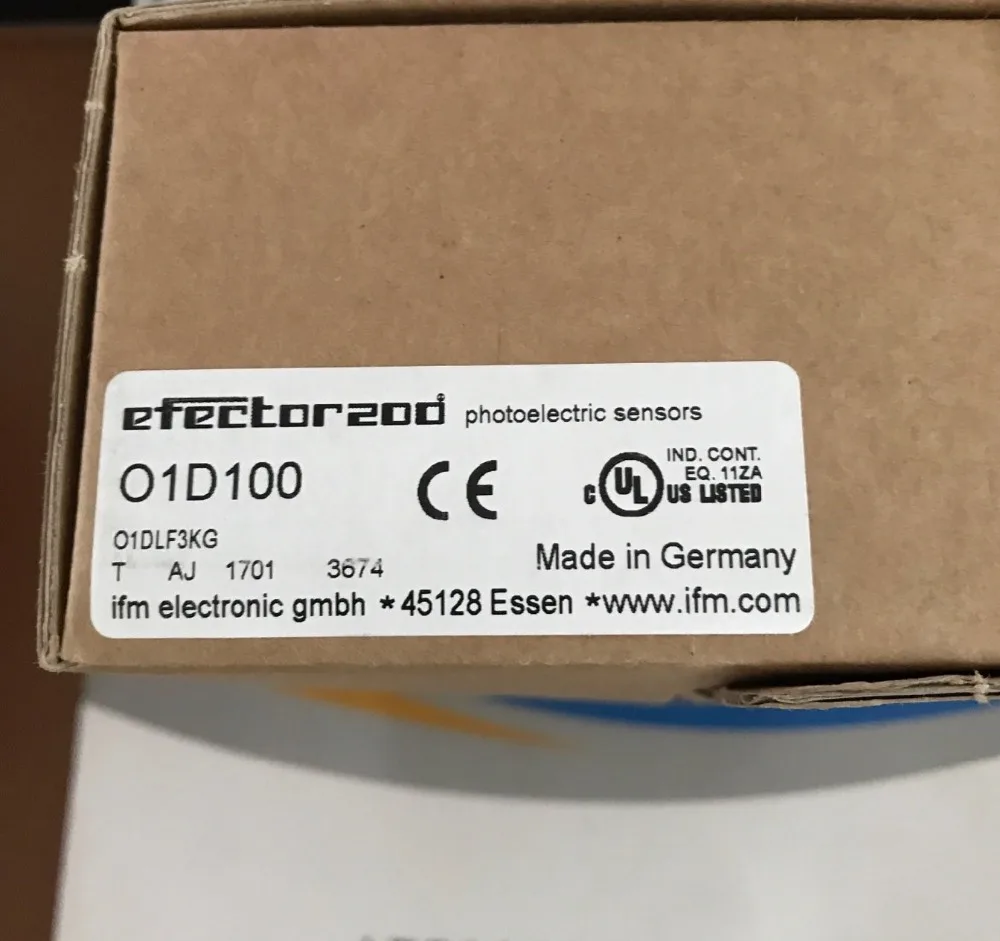 efector200 photoelectric sensors
O1D100
CE
C UL US LISTED
IND. CONT.
EQ. 11ZA
O1DLF3KG
T AJ 1701 3674
Made in Germany
ifm electronic gmbh *45128 Essen *www.ifm.com